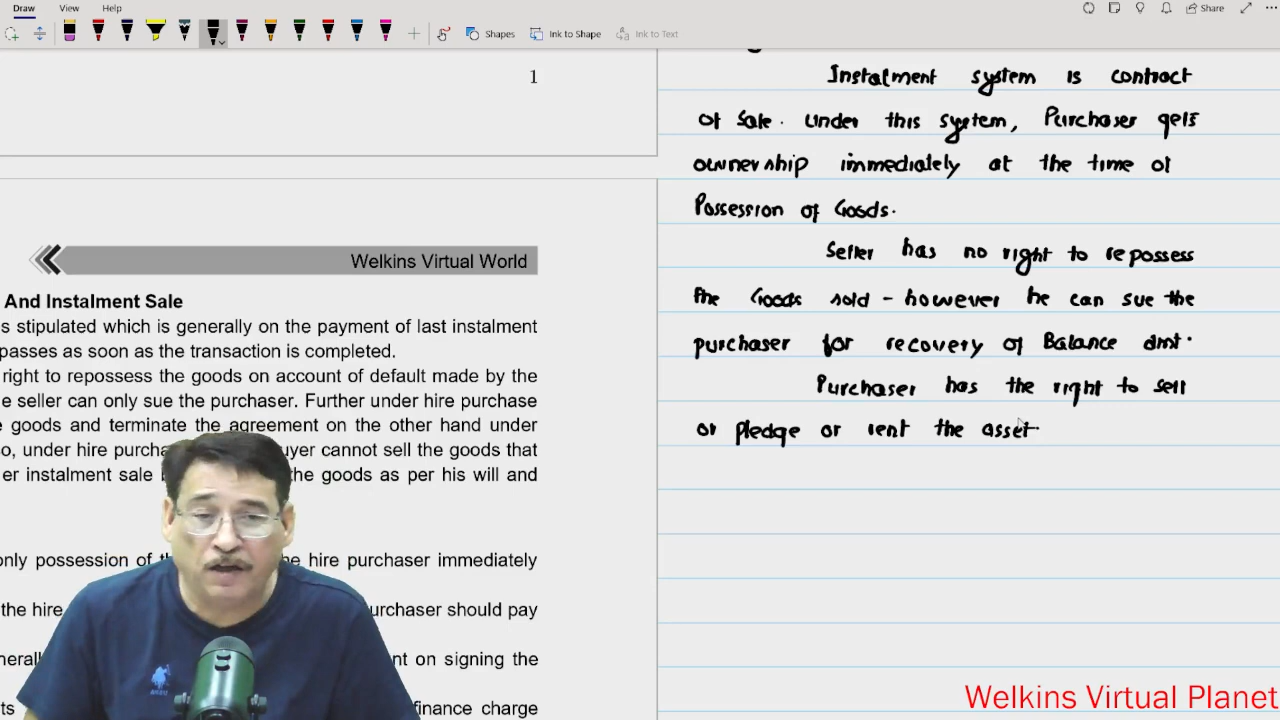 Draw View Help
Share
Shapes Ink to Shape Ink to Text
1
Welkins Virtual World
And Instalment Sale
s stipulated which is generally on the payment of last instalment
passes as soon as the transaction is completed.
right to repossess the goods on account of default made by the
e seller can only sue the purchaser. Further under hire purchase
e goods and terminate the agreement on the other hand under
o, under hire purcha uyer cannot sell the goods that
er instalment sale the goods as per his will and
only possession of t he hire purchaser immediately
the hire urchaser should pay
nerall nt on signing the
ts finance charge
Instalment system is contract
of Sale. Under this system, Purchaser gets
ownership immediately at the time of
Possession of Goods.
Seller has no right to repossess
the Goods sold - however he can sue the
purchaser for recovery of Balance amt.
Purchaser has the right to sell
or pledge or rent the asset.
Welkins Virtual Planet